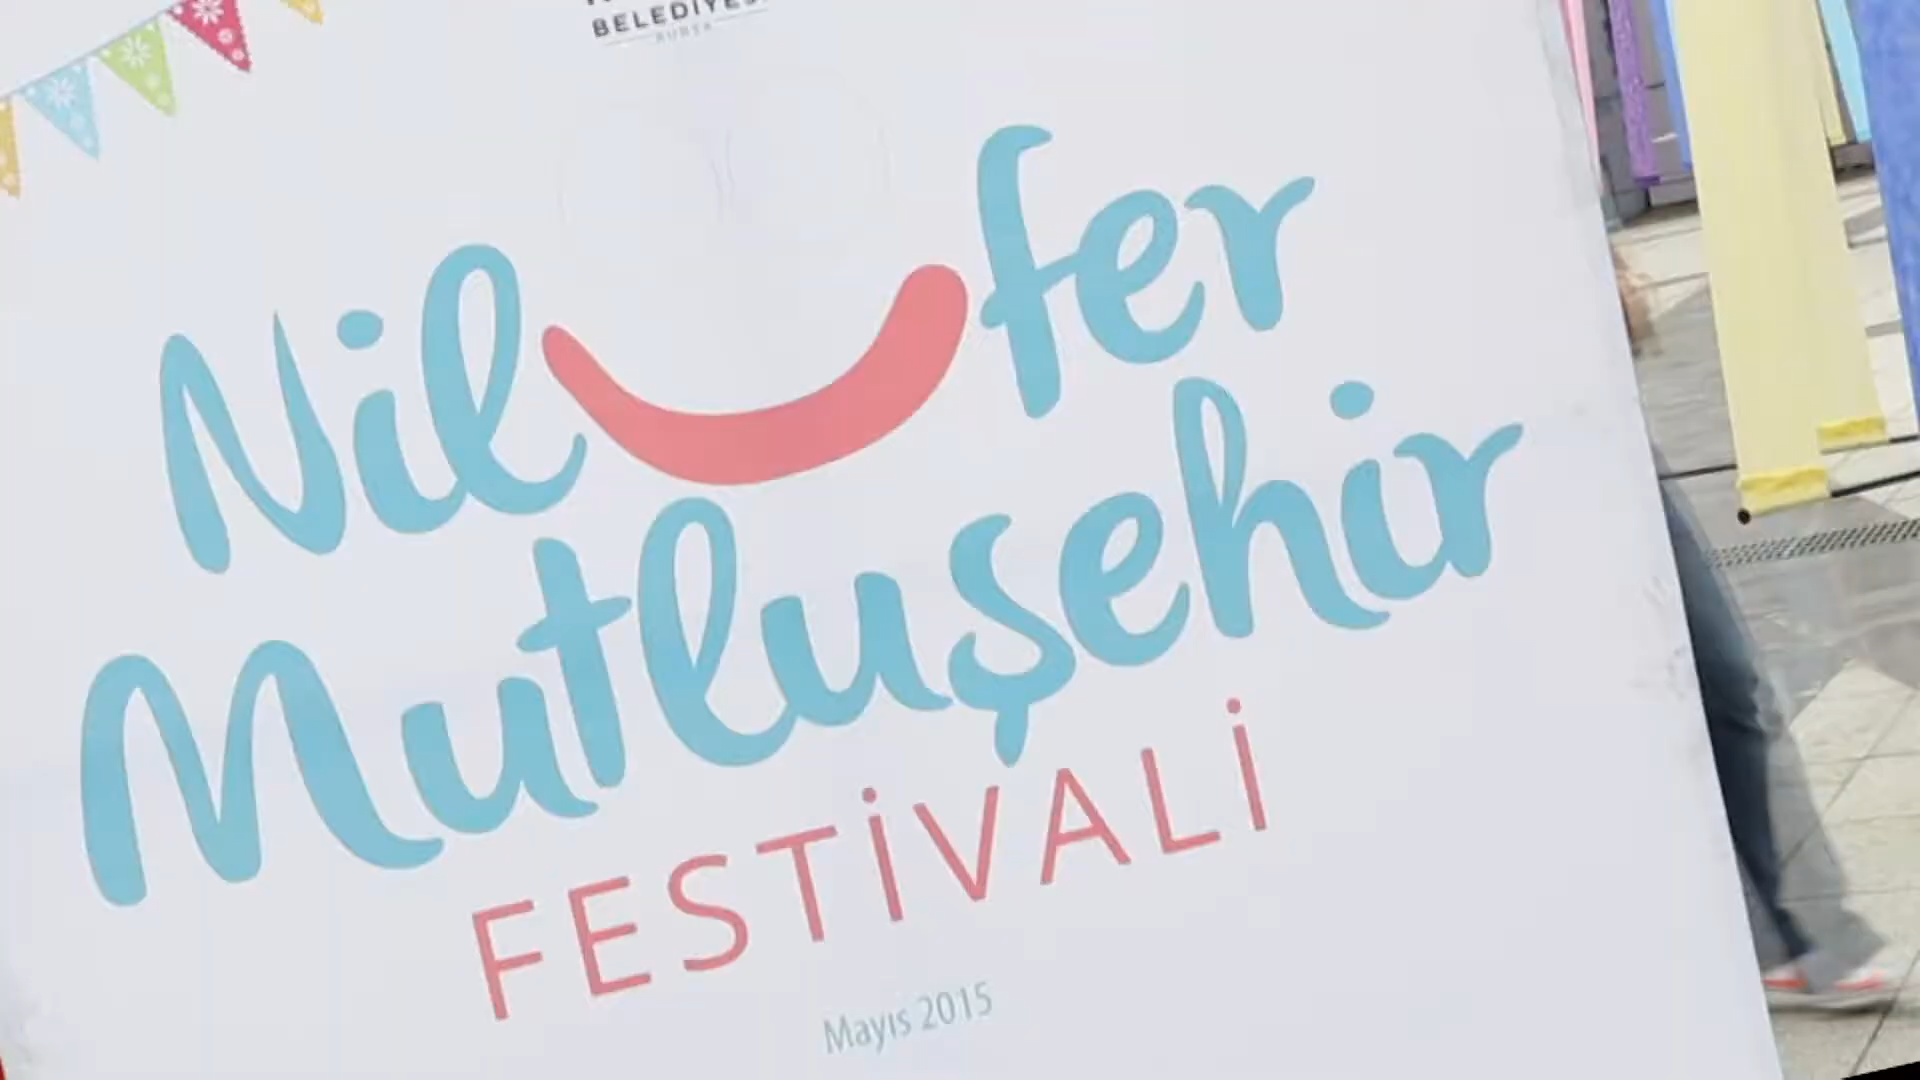 BELEDİYESİ
BURSA
Nilüfer
Mutluşehir
FESTİVALİ
Mayıs 2015